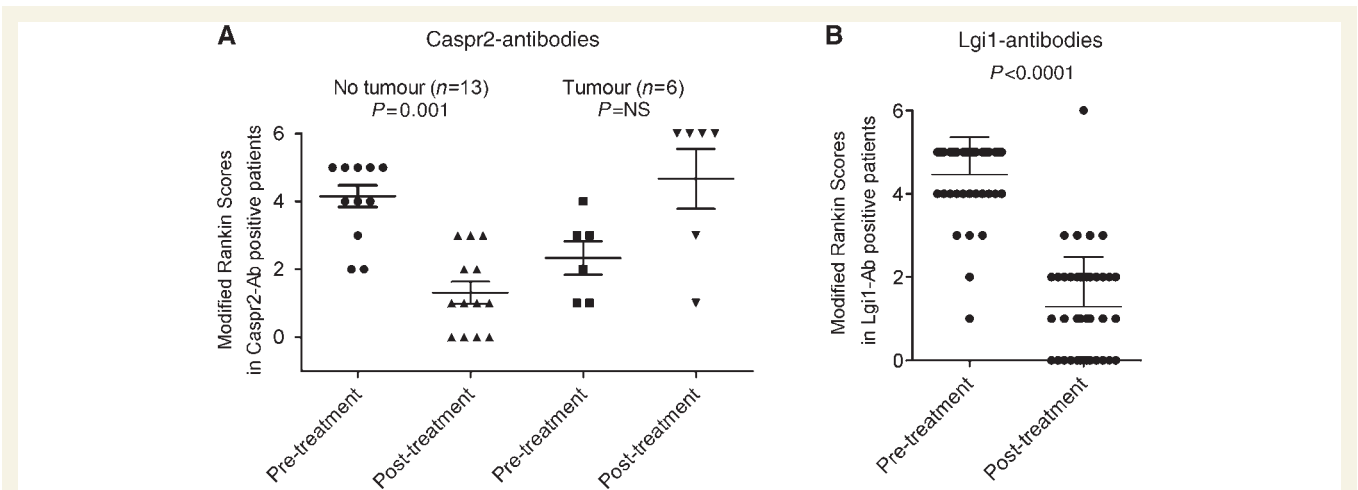 A
Caspr2-antibodies
No tumour (n=13)
P=0.001
Tumour (n=6)
P=NS
Modified Rankin Scores
in Caspr2-Ab positive patients
6
4
2
0
Pre-treatment
Post-treatment
Pre-treatment
Post-treatment
B
Lgi1-antibodies
P<0.0001
Modified Rankin Scores
in Lgi1-Ab positive patients
6
4
2
0
Pre-treatment
Post-treatment